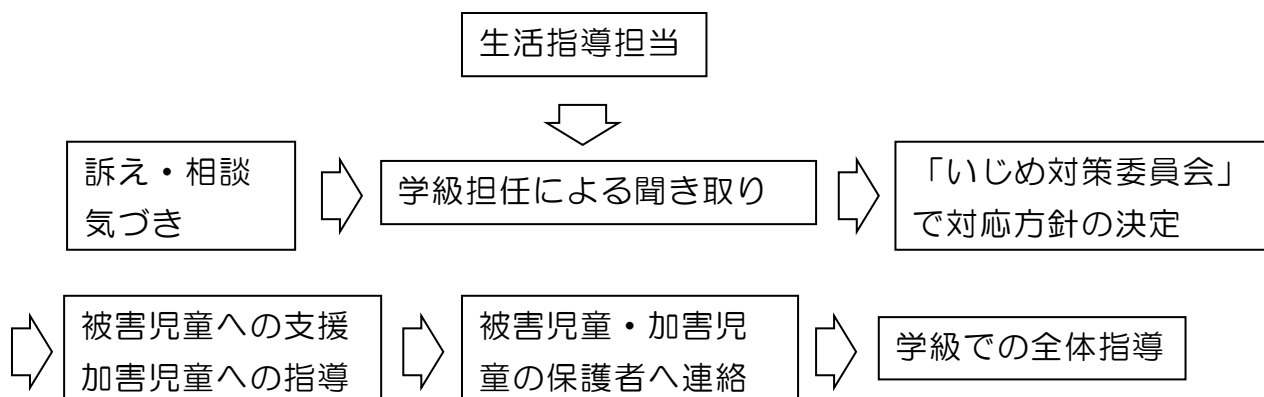 生活指導担当
訴え・相談
気づき
学級担任による聞き取り
「いじめ対策委員会」
で対応方針の決定
被害児童への支援
加害児童への指導
被害児童・加害児
童の保護者へ連絡
学級での全体指導